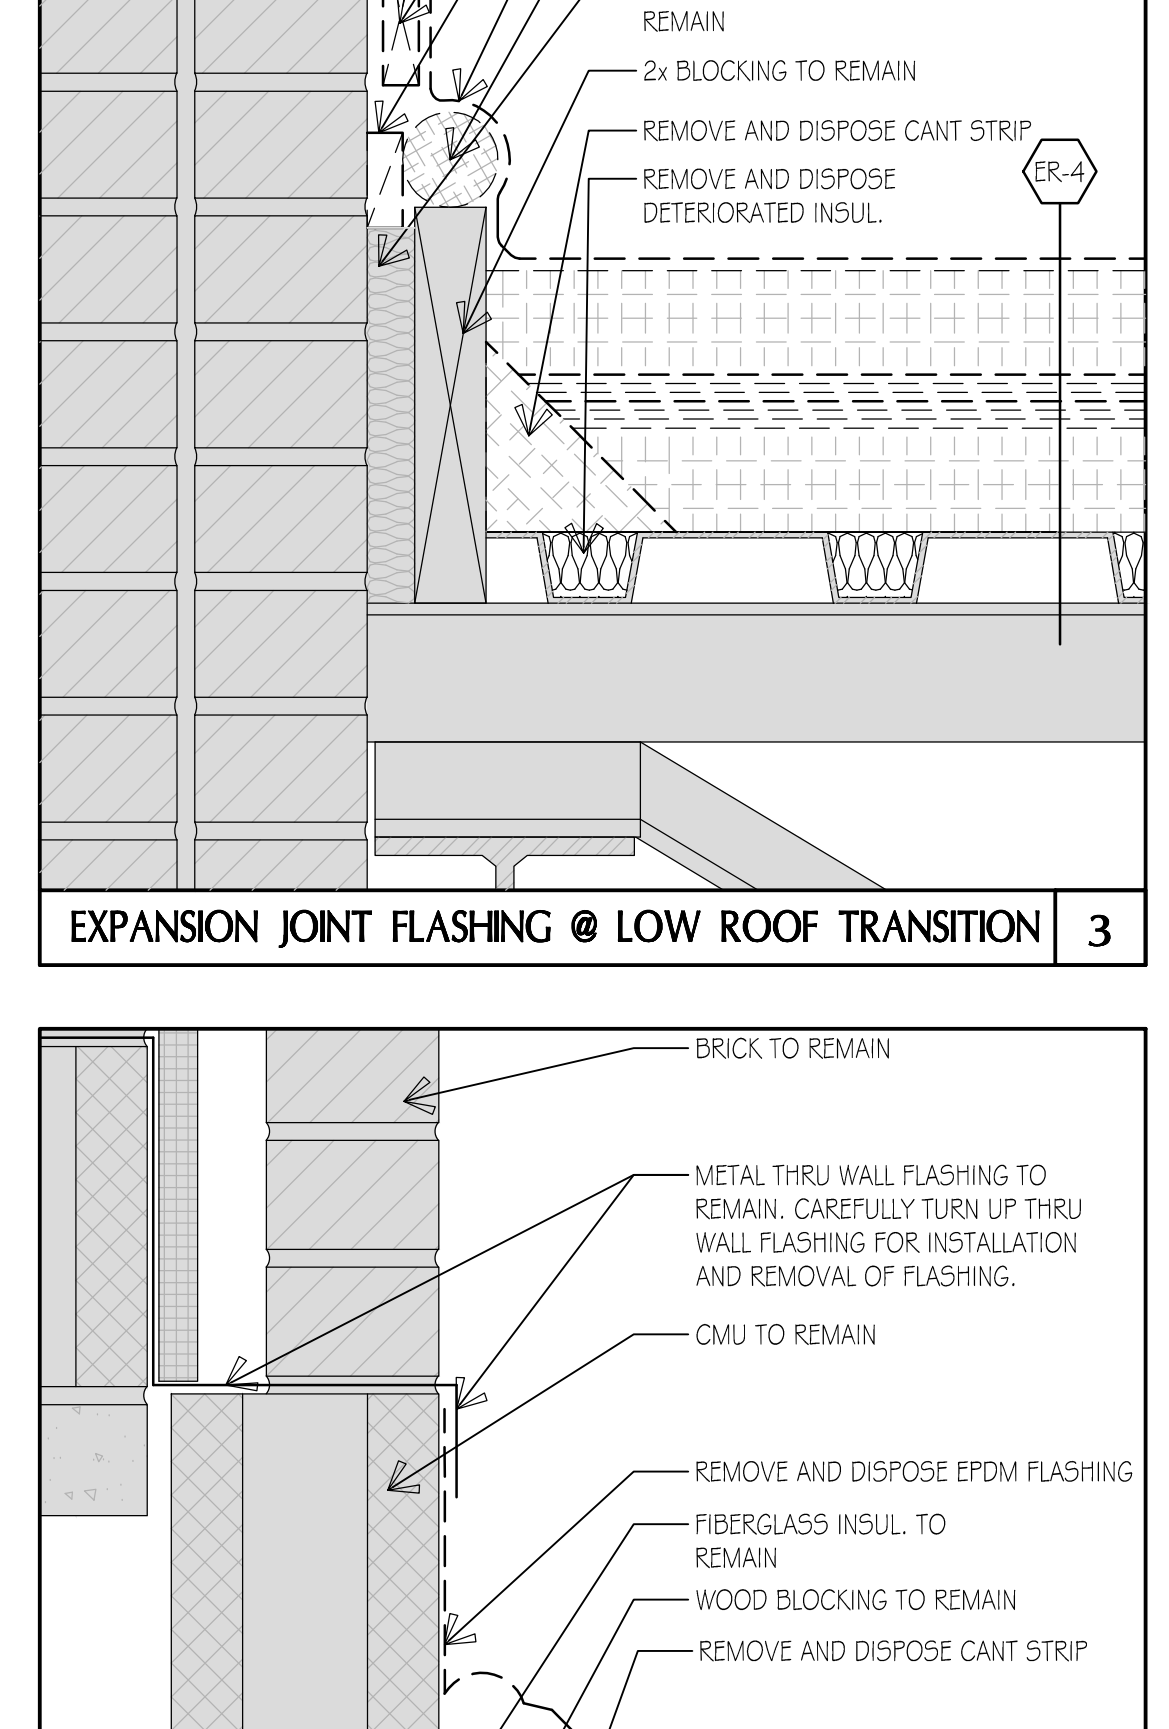 REMAIN
2x BLOCKING TO REMAIN
REMOVE AND DISPOSE CANT STRIP
ER-4
REMOVE AND DISPOSE
DETERIORATED INSUL.
EXPANSION JOINT FLASHING @ LOW ROOF TRANSITION
3
BRICK TO REMAIN
METAL THRU WALL FLASHING TO
REMAIN. CAREFULLY TURN UP THRU
WALL FLASHING FOR INSTALLATION
AND REMOVAL OF FLASHING.
CMU TO REMAIN
REMOVE AND DISPOSE EPDM FLASHING
FIBERGLASS INSUL. TO
REMAIN
WOOD BLOCKING TO REMAIN
REMOVE AND DISPOSE CANT STRIP